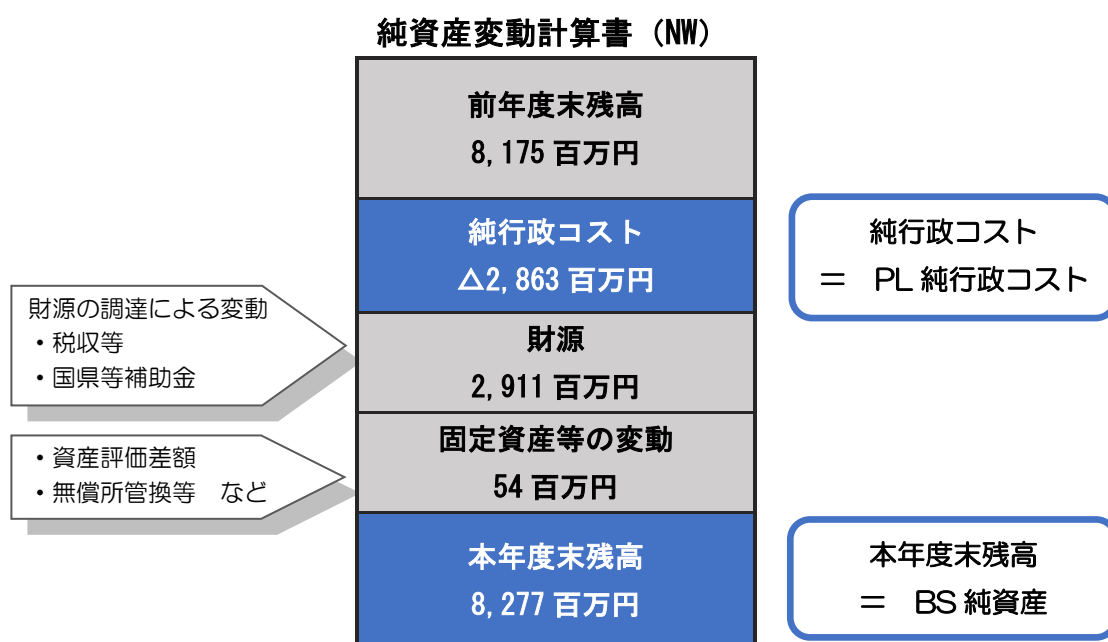 純資産変動計算書 (NW)
前年度末残高
8,175 百万円
純行政コスト
△2,863 百万円
純行政コスト
= PL 純行政コスト
財源の調達による変動
・税収等
・国県等補助金
財源
2,911 百万円
・資産評価差額
・無償所管換等 など
固定資産等の変動
54 百万円
本年度末残高
8,277 百万円
本年度末残高
= BS 純資産